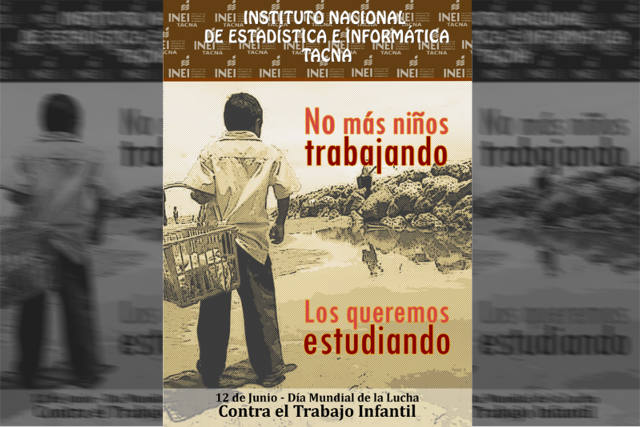 INSTITUTO NACIONAL
DE ESTADÍSTICA E INFORMÁTICA
TACNA
No más niños
trabajando
Los queremos
estudiando
12 de Junio - Día Mundial de la Lucha
Contra el Trabajo Infantil